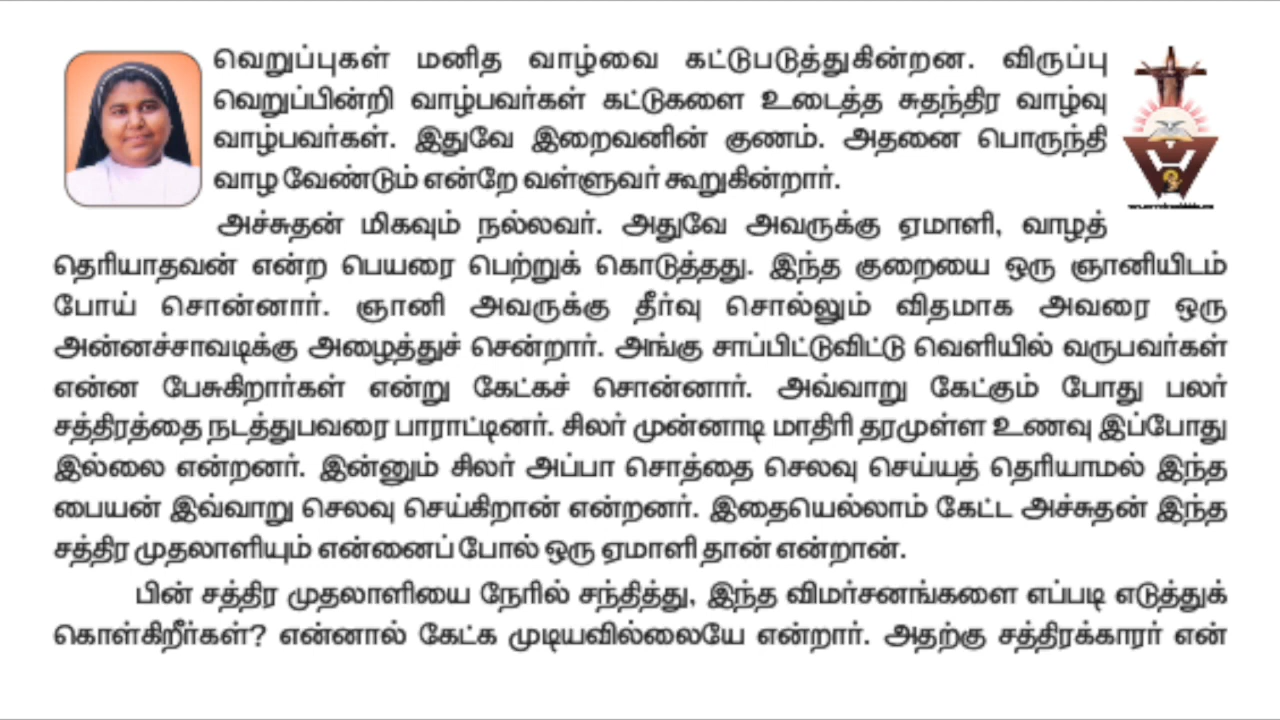 வெறுப்புகள் மனித வாழ்வை கட்டுபடுத்துகின்றன. விருப்பு
வெறுப்பின்றி வாழ்பவர்கள் கட்டுகளை உடைத்த சுதந்திர வாழ்வு
வாழ்பவர்கள். இதுவே இறைவனின் குணம். அதனை பொருந்தி
வாழ வேண்டும் என்றே வள்ளுவர் கூறுகின்றார்.
அச்சுதன் மிகவும் நல்லவர். அதுவே அவருக்கு ஏமாளி, வாழத்
தெரியாதவன் என்ற பெயரை பெற்றுக் கொடுத்தது. இந்த குறையை ஒரு ஞானியிடம்
போய் சொன்னார். ஞானி அவருக்கு தீர்வு சொல்லும் விதமாக அவரை ஒரு
அன்னச்சாவடிக்கு அழைத்துச் சென்றார். அங்கு சாப்பிட்டுவிட்டு வெளியில் வருபவர்கள்
என்ன பேசுகிறார்கள் என்று கேட்கச் சொன்னார். அவ்வாறு கேட்கும் போது பலர்
சத்திரத்தை நடத்துபவரை பாராட்டினர். சிலர் முன்னாடி மாதிரி தரமுள்ள உணவு இப்போது
இல்லை என்றனர். இன்னும் சிலர் அப்பா சொத்தை செலவு செய்யத் தெரியாமல் இந்த
பையன் இவ்வாறு செலவு செய்கிறான் என்றனர். இதையெல்லாம் கேட்ட அச்சுதன் இந்த
சத்திர முதலாளியும் என்னைப் போல் ஒரு ஏமாளி தான் என்றான்.
பின் சத்திர முதலாளியை நேரில் சந்தித்து, இந்த விமர்சனங்களை எப்படி எடுத்துக்
கொள்கிறீர்கள்? என்னால் கேட்க முடியவில்லையே என்றார். அதற்கு சத்திரக்காரர் என்